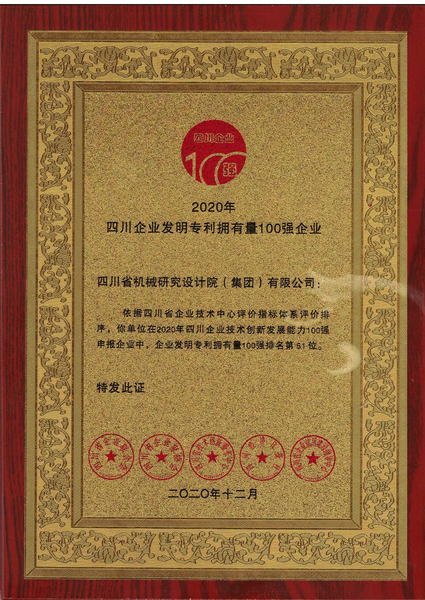 四川企业
100强
2020年
四川企业发明专利拥有量100强企业
四川省机械研究设计院（集团）有限公司：
依据四川省企业技术中心评价指标体系评价排
序，你单位在2020年四川企业技术创新发展能力100强
申报企业中，企业发明专利拥有量100强排名第 51 位。
特发此证
二〇二〇年十二月